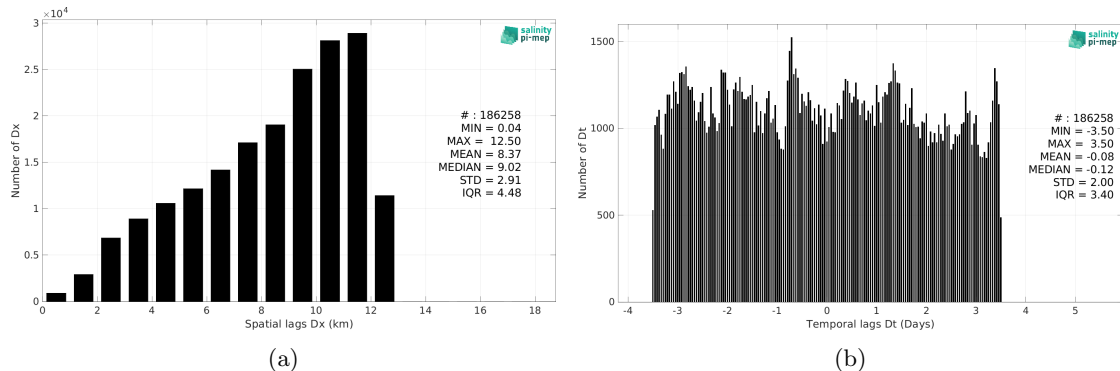 3 ×10⁴
2.5
2
1.5
1
0.5
0
Number of Dx
0 2 4 6 8 10 12 14 16 18
Spatial lags Dx (km)
salinity
pi-mep
# : 186258
MIN = 0.04
MAX = 12.50
MEAN = 8.37
MEDIAN = 9.02
STD = 2.91
IQR = 4.48
(a)
1500
1000
500
0
Number of Dt
-4 -3 -2 -1 0 1 2 3 4 5
Temporal lags Dt (Days)
salinity
pi-mep
# : 186258
MIN = -3.50
MAX = 3.50
MEAN = -0.08
MEDIAN = -0.12
STD = 2.00
IQR = 3.40
(b)